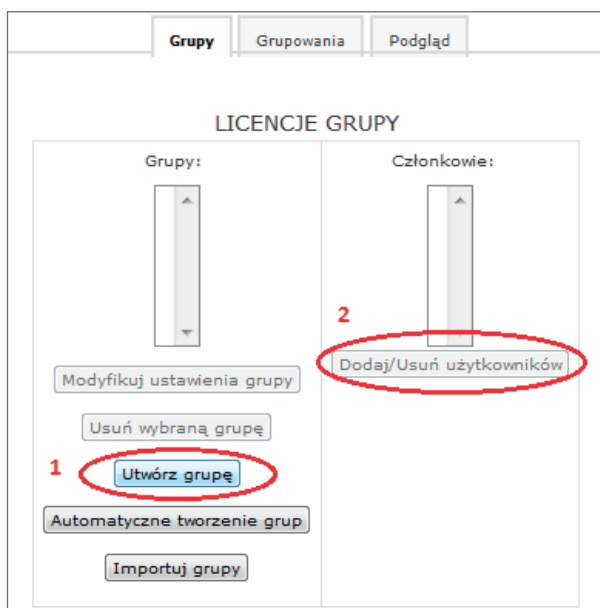 Grupy Grupowania Podgląd
LICENCJE GRUPY
Grupy:
Członkowie:
2
Dodaj/Usuń użytkowników
Modyfikuj ustawienia grupy
Usuń wybraną grupę
1
Utwórz grupę
Automatyczne tworzenie grup
Importuj grupy